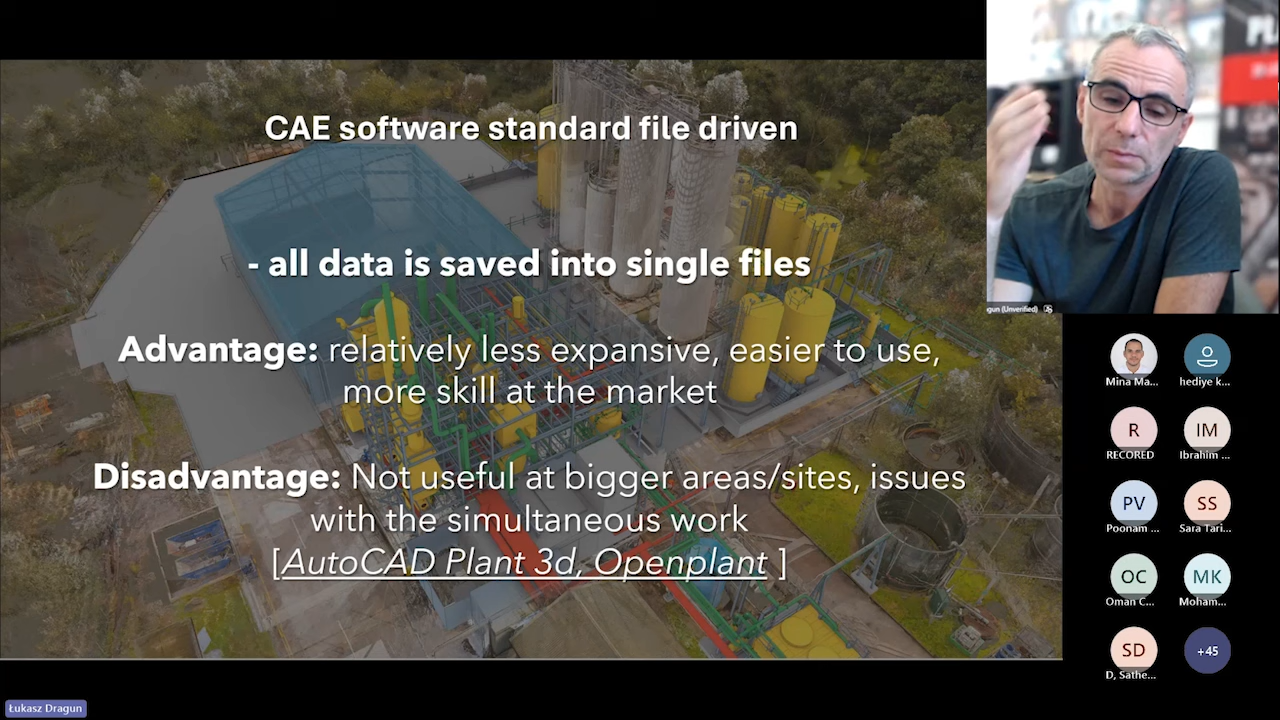 CAE software standard file driven
- all data is saved into single files
Advantage: relatively less expansive, easier to use,
more skill at the market
Disadvantage: Not useful at bigger areas/sites, issues
with the simultaneous work
[AutoCAD Plant 3d, Openplant ]
PL
gun (Unverified)
Mina Ma...
hediye k...
R
RECORED
IM
Ibrahim ...
PV
Poonam ...
SS
Sara Tari...
OC
Oman C...
MK
Moham...
SD
D, Sathe...
+45
Łukasz Dragun